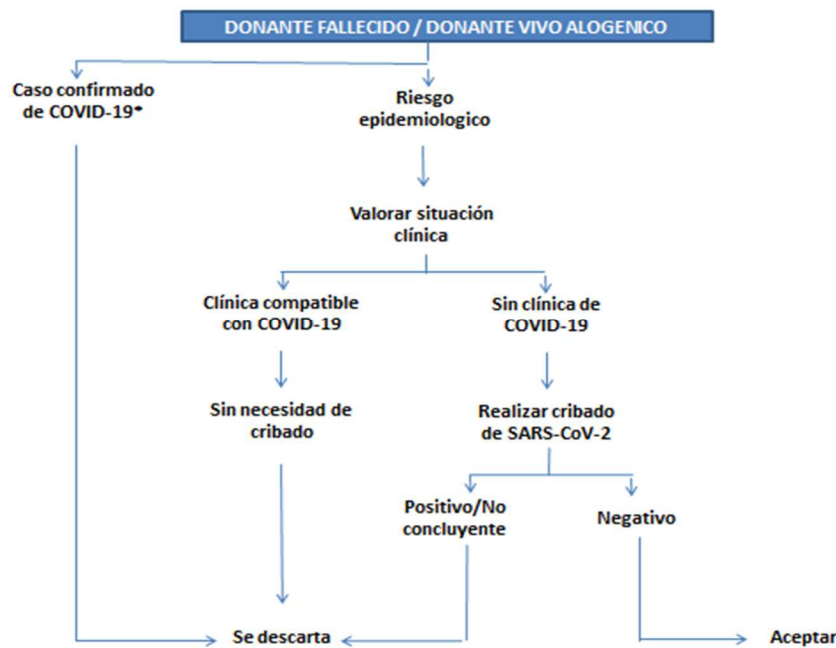 DONANTE FALLECIDO / DONANTE VIVO ALOGENICO
Caso confirmado
de COVID-19*
Riesgo
epidemiologico
Valorar situación
clínica
Clínica compatible
con COVID-19
Sin clínica de
COVID-19
Sin necesidad de
cribado
Realizar cribado
de SARS-CoV-2
Positivo/No
concluyente
Negativo
Se descarta
Aceptar